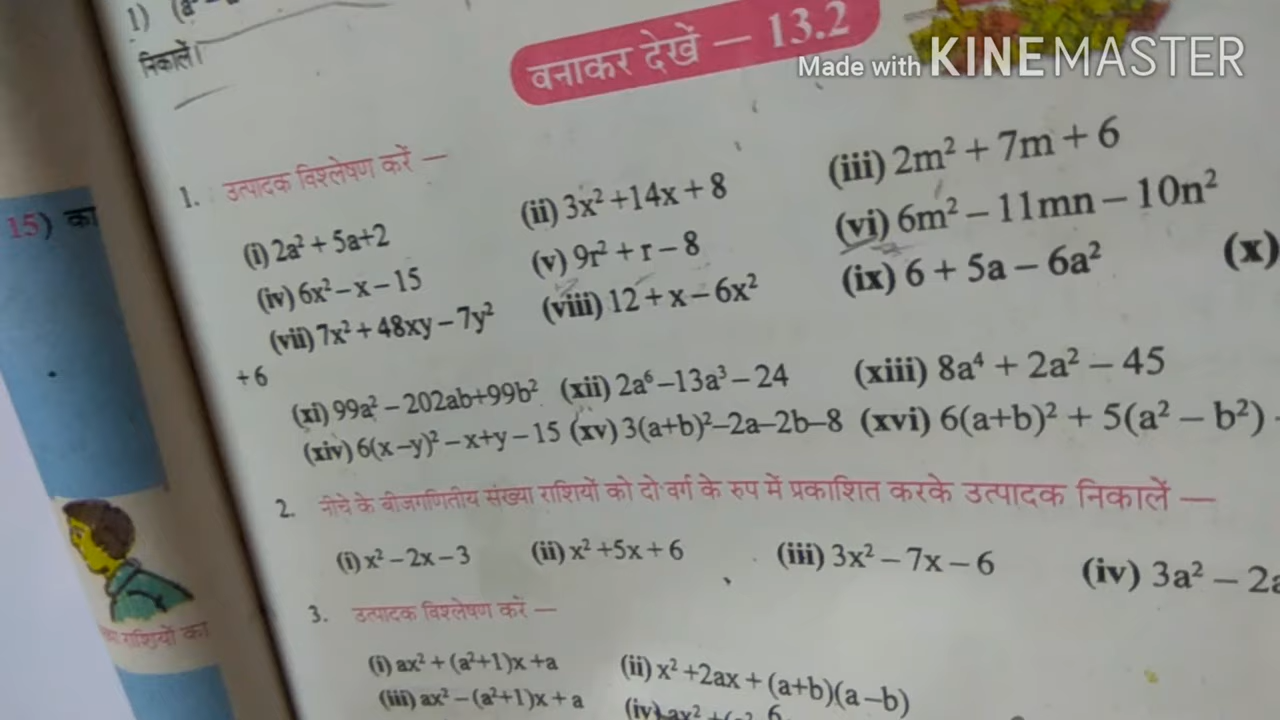 1)
निकालें।
बनाकर देखें — 13.2
Made with KINEMASTER
15) का
1. उत्पादक विश्लेषण करें —
(i) 2a² + 5a+2 (ii) 3x² +14x + 8 (iii) 2m² + 7m + 6
(iv) 6x² – x – 15 (v) 9r² + r – 8 (vi) 6m² – 11mn – 10n²
(vii) 7x² + 48xy – 7y² (viii) 12 + x – 6x² (ix) 6 + 5a – 6a² (x)
+6
(xi) 99a² – 202ab+99b² (xii) 2a⁶ –13a³ – 24 (xiii) 8a⁴ + 2a² – 45
(xiv) 6(x–y)² – x+y – 15 (xv) 3(a+b)²–2a–2b–8 (xvi) 6(a+b)² + 5(a² – b²)
2. नीचे के बीजगणितीय संख्या राशियों को दो वर्ग के रुप में प्रकाशित करके उत्पादक निकालें —
(i) x² – 2x – 3 (ii) x² +5x + 6 (iii) 3x² – 7x – 6 (iv) 3a² – 2a
3. उत्पादक विश्लेषण करें —
राशियों का
(i) ax² + (a²+1)x +a (ii) x² +2ax + (a+b)(a–b)
(iii) ax² – (a²+1)x + a (iv) ax²